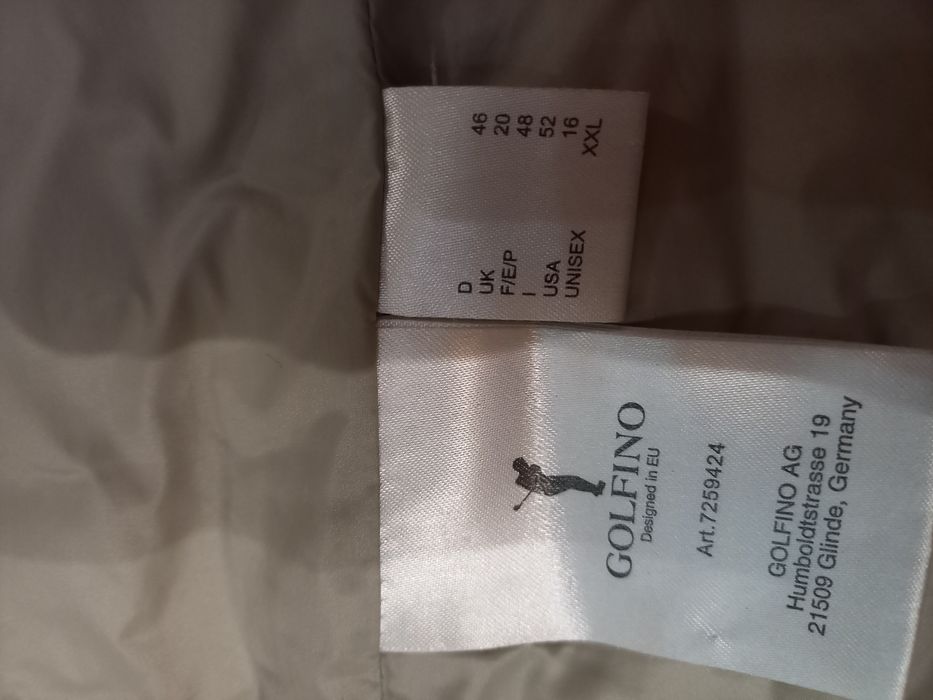 D 46
UK 20
F/E/P 48
I 52
USA 16
UNISEX XXL
GOLFINO
Designed in EU
Art.7259424
GOLFINO AG
Humboldtstrasse 19
21509 Glinde, Germany